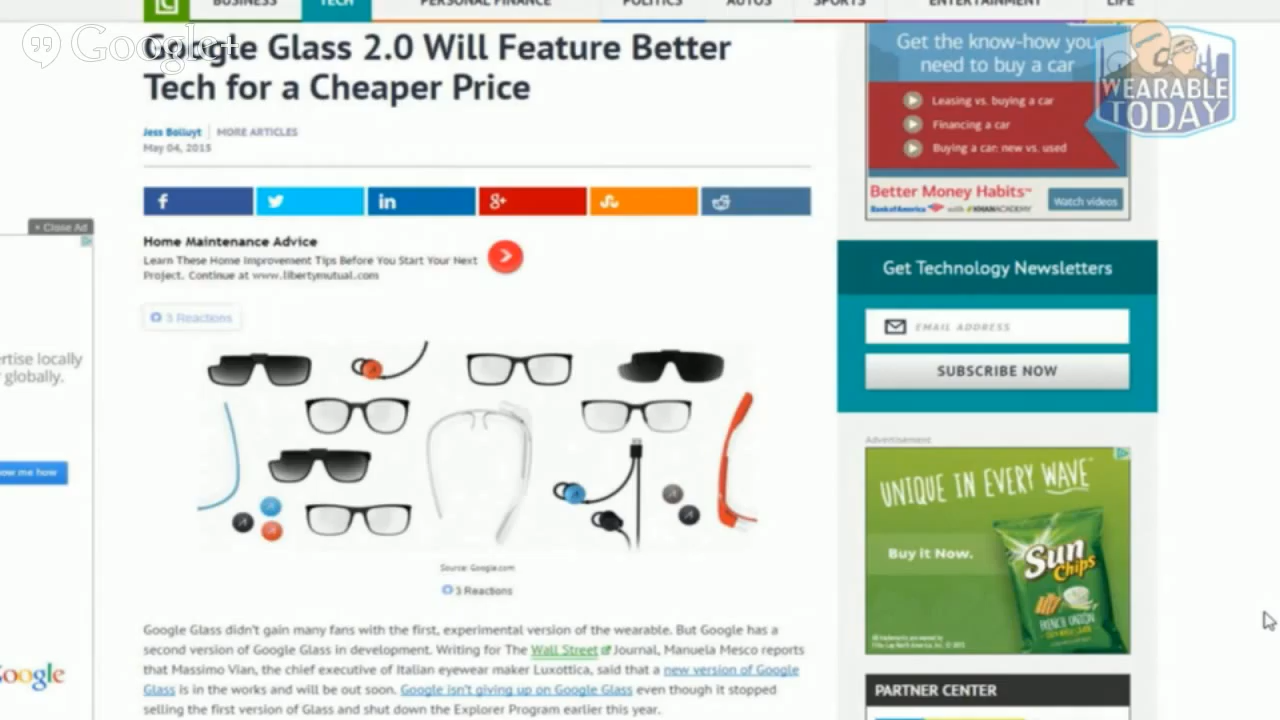 BUSINESS
TECH
PERSONAL FINANCE
POLITICS
AUTOS
SPORTS
ENTERTAINMENT
LIFE
Google+
Google Glass 2.0 Will Feature Better
Tech for a Cheaper Price
Jess Bolluyt | MORE ARTICLES
May 04, 2015
Home Maintenance Advice
Learn These Home Improvement Tips Before You Start Your Next
Project. Continue at www.libertymutual.com
3 Reactions
Source: Google.com
3 Reactions
Google Glass didn't gain many fans with the first, experimental version of the wearable. But Google has a
second version of Google Glass in development. Writing for The Wall Street Journal, Manuela Mesco reports
that Massimo Vian, the chief executive of Italian eyewear maker Luxottica, said that a new version of Google
Glass is in the works and will be out soon. Google isn't giving up on Google Glass even though it stopped
selling the first version of Glass and shut down the Explorer Program earlier this year.
× Close Ad
ertise locally
globally.
ow me how
Google
Get the know-how you
need to buy a car
Leasing vs. buying a car
Financing a car
Buying a car: new vs. used
Better Money Habits™
Bank of America with KHANACADEMY
Watch videos
WEARABLE
TODAY
Get Technology Newsletters
EMAIL ADDRESS
SUBSCRIBE NOW
Advertisement
UNIQUE IN EVERY WAVE™
Buy it Now.
Sun
Chips
FRENCH ONION
PARTNER CENTER